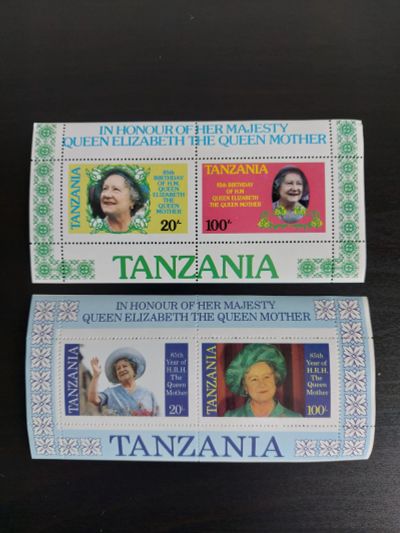 IN HONOUR OF HER MAJESTY
QUEEN ELIZABETH THE QUEEN MOTHER
TANZANIA
85th
BIRTHDAY
OF H.M
QUEEN
ELIZABETH
THE
QUEEN
MOTHER
20/-
TANZANIA
85th BIRTHDAY
OF H.M
QUEEN ELIZABETH
THE QUEEN MOTHER
100/-
TANZANIA
IN HONOUR OF HER MAJESTY
QUEEN ELIZABETH THE QUEEN MOTHER
TANZANIA
85th
Year of
H.R.H.
The
Queen
Mother
20/-
TANZANIA
85th
Year of
H.R.H.
The
Queen
Mother
100/-
TANZANIA